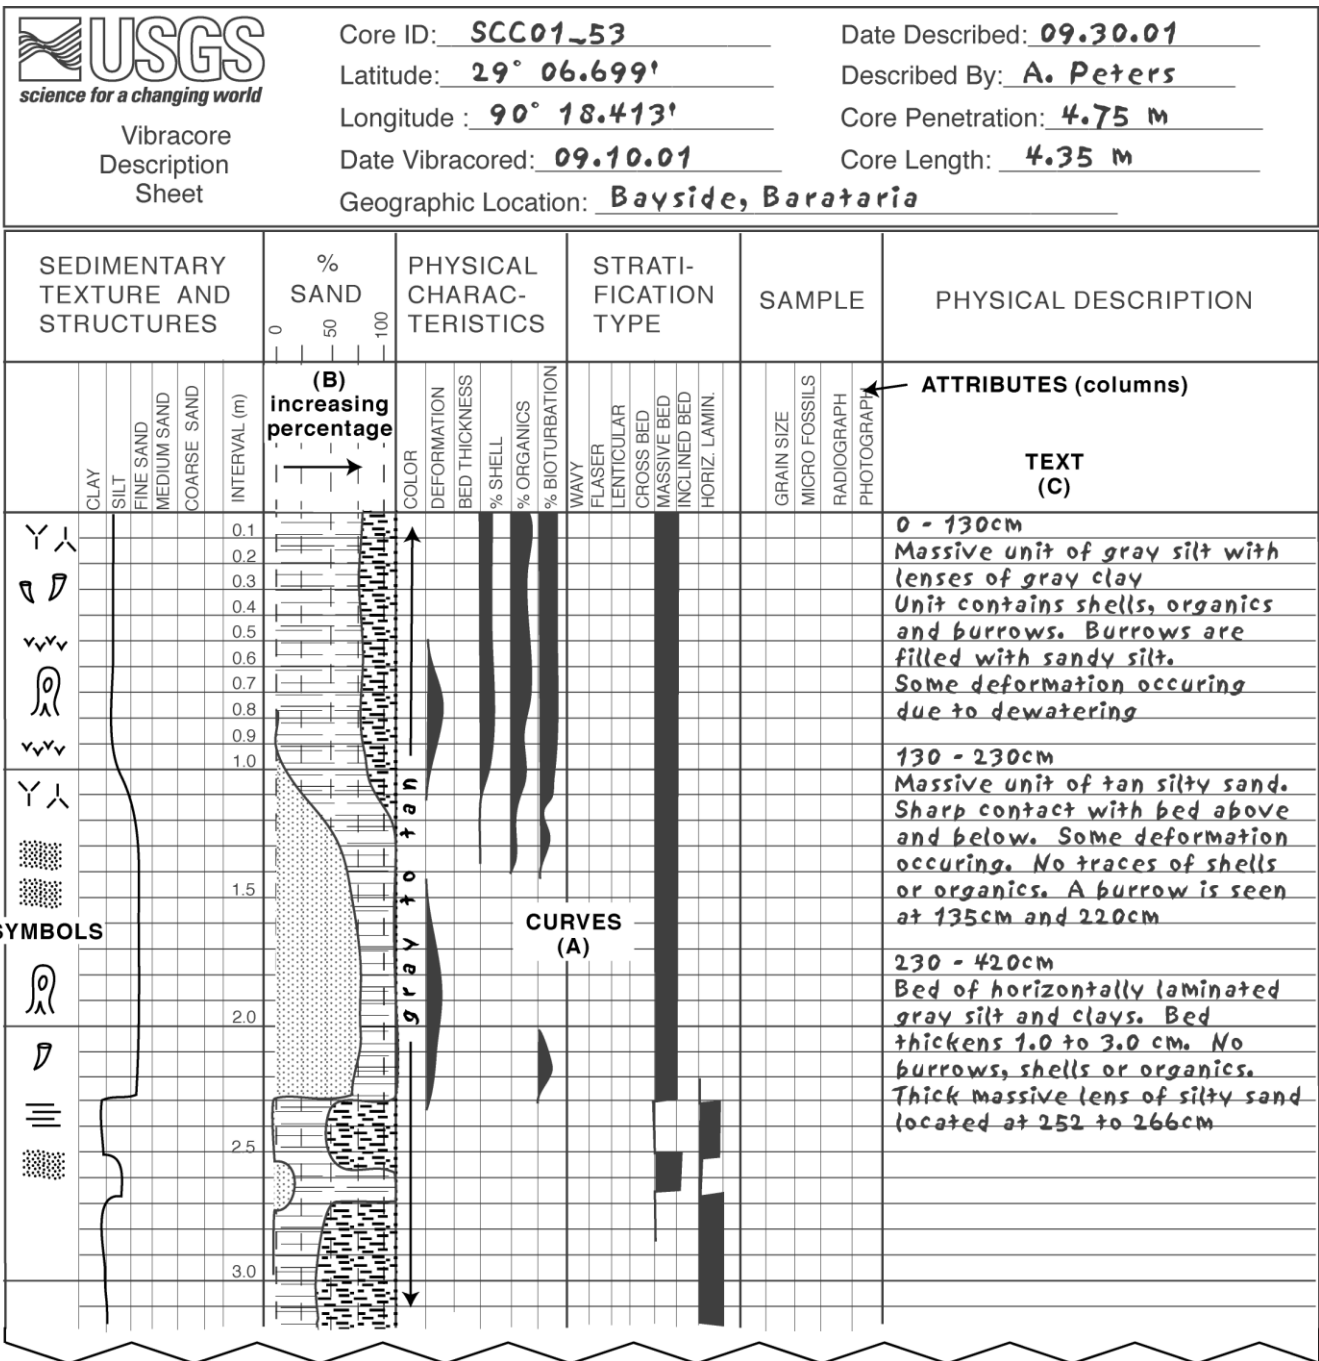 USGS
science for a changing world
Vibracore
Description
Sheet
Core ID: SCC01_53
Latitude: 29° 06.699'
Longitude : 90° 18.413'
Date Vibracored: 09.10.01
Geographic Location: Bayside, Barataria
Date Described: 09.30.01
Described By: A. Peters
Core Penetration: 4.75 m
Core Length: 4.35 m
SEDIMENTARY
TEXTURE AND
STRUCTURES
%
SAND
0
50
100
PHYSICAL
CHARAC-
TERISTICS
STRATI-
FICATION
TYPE
SAMPLE
PHYSICAL DESCRIPTION
CLAY
SILT
FINE SAND
MEDIUM SAND
COARSE SAND
INTERVAL (m)
(B)
increasing
percentage
COLOR
DEFORMATION
BED THICKNESS
% SHELL
% ORGANICS
% BIOTURBATION
WAVY
FLASER
LENTICULAR
CROSS BED
MASSIVE BED
INCLINED BED
HORIZ. LAMIN.
GRAIN SIZE
MICRO FOSSILS
RADIOGRAPH
PHOTOGRAPH
ATTRIBUTES (columns)
TEXT
(C)
0.1
0.2
0.3
0.4
0.5
0.6
0.7
0.8
0.9
1.0
1.5
2.0
2.5
3.0
SYMBOLS
gray to tan
CURVES
(A)
0 - 130cm
Massive unit of gray silt with
lenses of gray clay
Unit contains shells, organics
and burrows. Burrows are
filled with sandy silt.
Some deformation occuring
due to dewatering
130 - 230cm
Massive unit of tan silty sand.
Sharp contact with bed above
and below. Some deformation
occuring. No traces of shells
or organics. A burrow is seen
at 135cm and 220cm
230 - 420cm
Bed of horizontally laminated
gray silt and clays. Bed
thickens 1.0 to 3.0 cm. No
burrows, shells or organics.
Thick massive lens of silty sand
located at 252 to 266cm